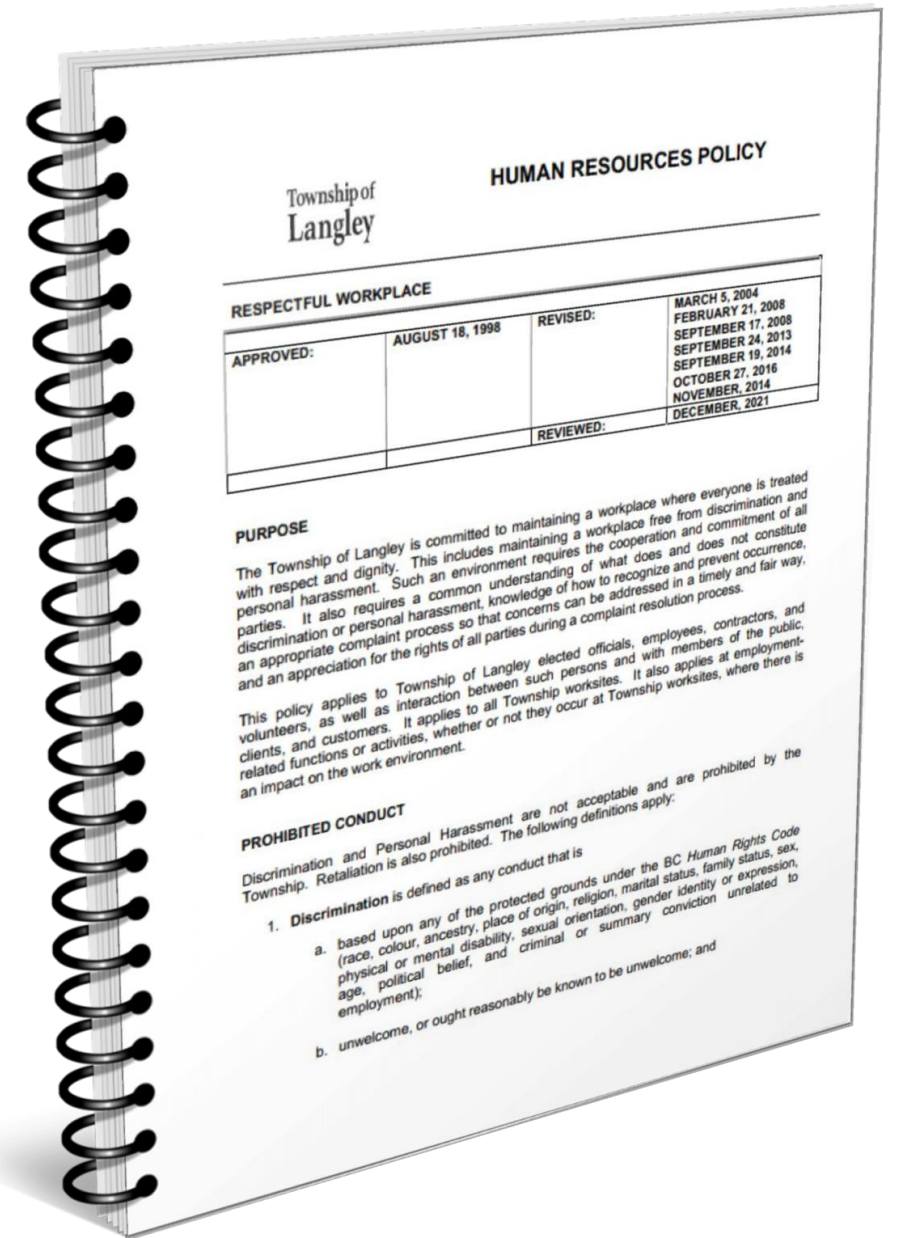 Township of
Langley
HUMAN RESOURCES POLICY
RESPECTFUL WORKPLACE
APPROVED:
AUGUST 18, 1998
REVISED:
MARCH 5, 2004
FEBRUARY 21, 2008
SEPTEMBER 17, 2008
SEPTEMBER 24, 2013
SEPTEMBER 19, 2014
OCTOBER 27, 2016
NOVEMBER, 2014
REVIEWED:
DECEMBER, 2021
PURPOSE
The Township of Langley is committed to maintaining a workplace where everyone is treated
with respect and dignity. This includes maintaining a workplace free from discrimination and
personal harassment. Such an environment requires the cooperation and commitment of all
parties. It also requires a common understanding of what does and does not constitute
discrimination or personal harassment, knowledge of how to recognize and prevent occurrence,
an appropriate complaint process so that concerns can be addressed in a timely and fair way,
and an appreciation for the rights of all parties during a complaint resolution process.
This policy applies to Township of Langley elected officials, employees, contractors, and
volunteers, as well as interaction between such persons and with members of the public,
clients, and customers. It applies to all Township worksites. It also applies at employment-
related functions or activities, whether or not they occur at Township worksites, where there is
an impact on the work environment.
PROHIBITED CONDUCT
Discrimination and Personal Harassment are not acceptable and are prohibited by the
Township. Retaliation is also prohibited. The following definitions apply:
1. Discrimination is defined as any conduct that is
a. based upon any of the protected grounds under the BC Human Rights Code
(race, colour, ancestry, place of origin, religion, marital status, family status, sex,
physical or mental disability, sexual orientation, gender identity or expression,
age, political belief, and criminal or summary conviction unrelated to
employment);
b. unwelcome, or ought reasonably be known to be unwelcome; and